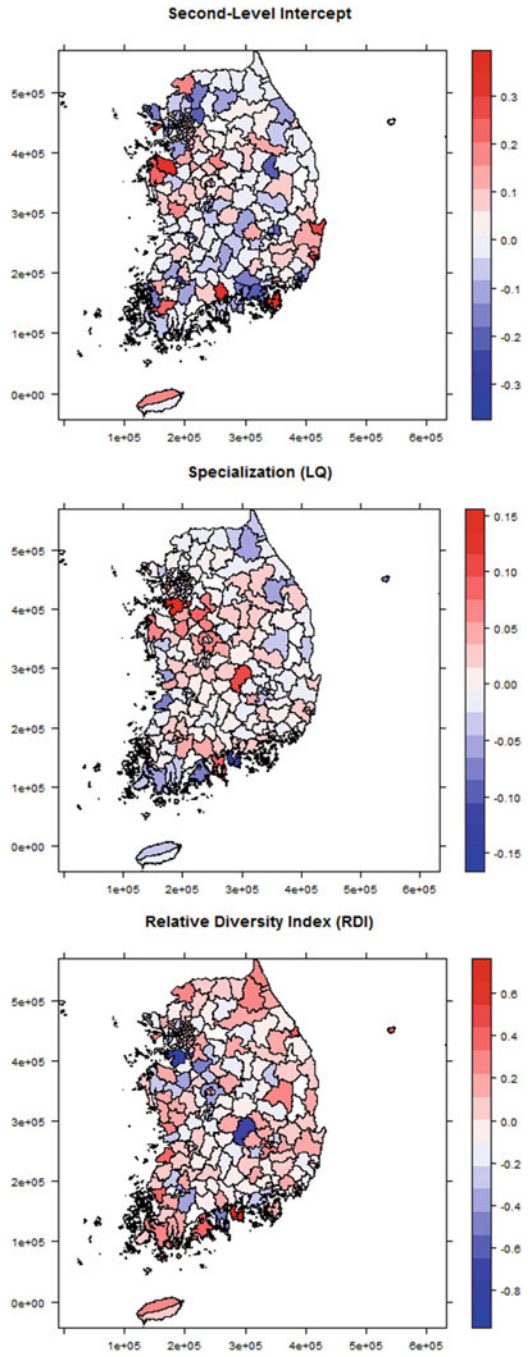 Second-Level Intercept
5e+05
4e+05
3e+05
2e+05
1e+05
0e+00
1e+05 2e+05 3e+05 4e+05 5e+05 6e+05
0.3
0.2
0.1
0.0
-0.1
-0.2
-0.3
Specialization (LQ)
5e+05
4e+05
3e+05
2e+05
1e+05
0e+00
1e+05 2e+05 3e+05 4e+05 5e+05 6e+05
0.15
0.10
0.05
0.00
-0.05
-0.10
-0.15
Relative Diversity Index (RDI)
5e+05
4e+05
3e+05
2e+05
1e+05
0e+00
1e+05 2e+05 3e+05 4e+05 5e+05 6e+05
0.6
0.4
0.2
0.0
-0.2
-0.4
-0.6
-0.8